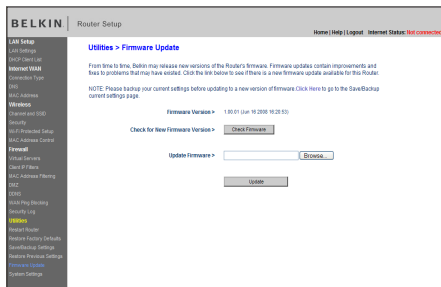 BELKIN. Router Setup
Home | Help | Logout Internet Status: Not connected
LAN Setup
LAN Settings
DHCP Client List
Internet WAN
Connection Type
DNS
MAC Address
Wireless
Channel and SSID
Security
Wi-Fi Protected Setup
MAC Address Control
Firewall
Virtual Servers
Client IP Filters
MAC Address Filtering
DMZ
DDNS
WAN Ping Blocking
Security Log
Utilities
Restart Router
Restore Factory Defaults
Save/Backup Settings
Restore Previous Settings
Firmware Update
System Settings
Utilities > Firmware Update
From time to time, Belkin may release new versions of the Router's firmware. Firmware updates contain improvements and
fixes to problems that may have existed. Click the link below to see if there is a new firmware update available for this Router.
NOTE: Please backup your current settings before updating to a new version of firmware.Click Here to go to the Save/Backup
current settings page.
Firmware Version > 1.00.01 (Jun 16 2008 16:20:53)
Check for New Firmware Version > Check Firmware
Update Firmware > Browse...
Update